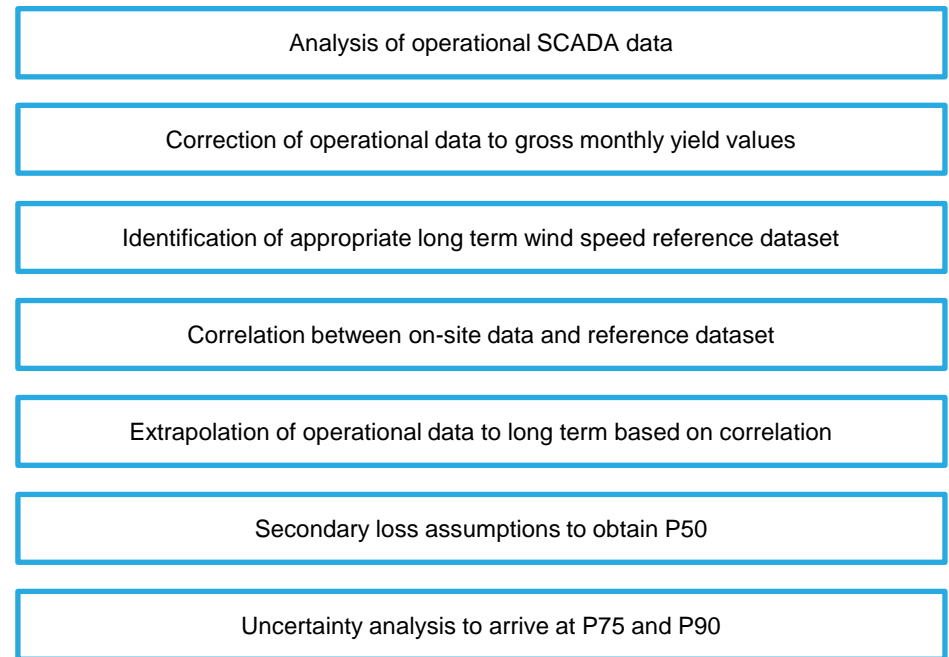 Analysis of operational SCADA data
Correction of operational data to gross monthly yield values
Identification of appropriate long term wind speed reference dataset
Correlation between on-site data and reference dataset
Extrapolation of operational data to long term based on correlation
Secondary loss assumptions to obtain P50
Uncertainty analysis to arrive at P75 and P90